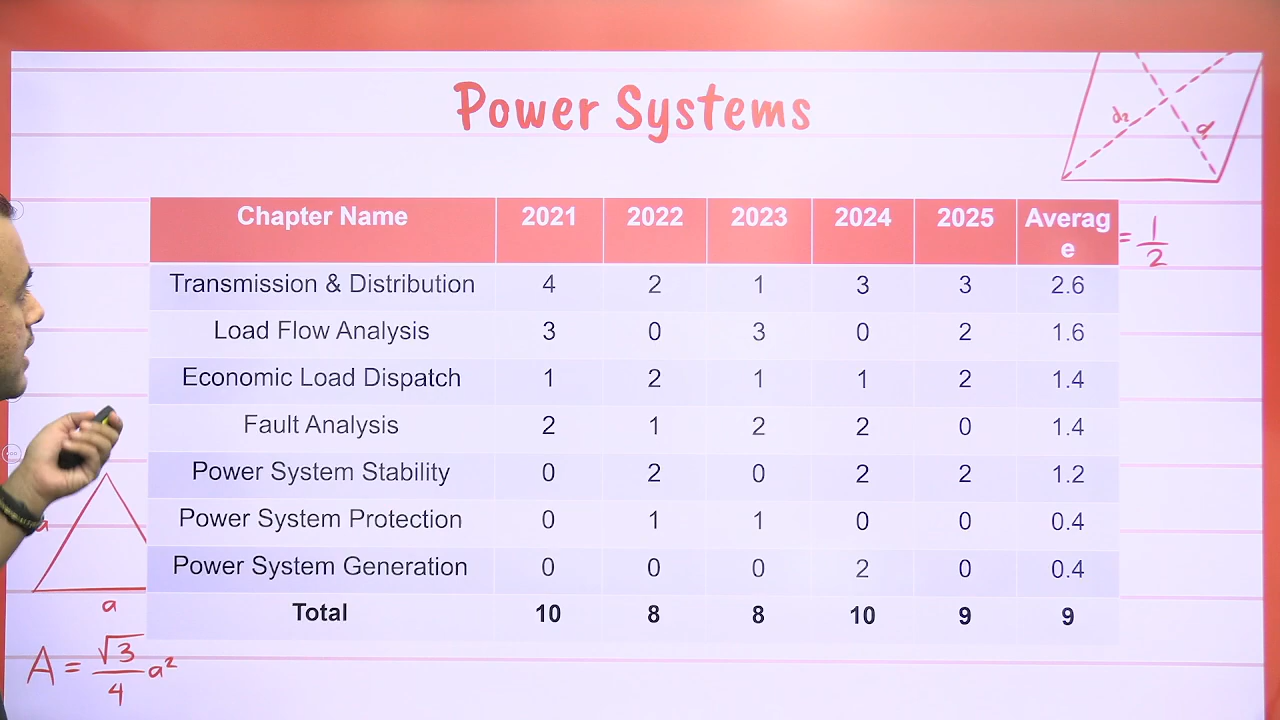 Power Systems
d₂
d₁
= 1/2
Chapter Name 2021 2022 2023 2024 2025 Averag
e
Transmission & Distribution 4 2 1 3 3 2.6
Load Flow Analysis 3 0 3 0 2 1.6
Economic Load Dispatch 1 2 1 1 2 1.4
Fault Analysis 2 1 2 2 0 1.4
Power System Stability 0 2 0 2 2 1.2
Power System Protection 0 1 1 0 0 0.4
Power System Generation 0 0 0 2 0 0.4
Total 10 8 8 10 9 9
a
a
A = √3/4 a²